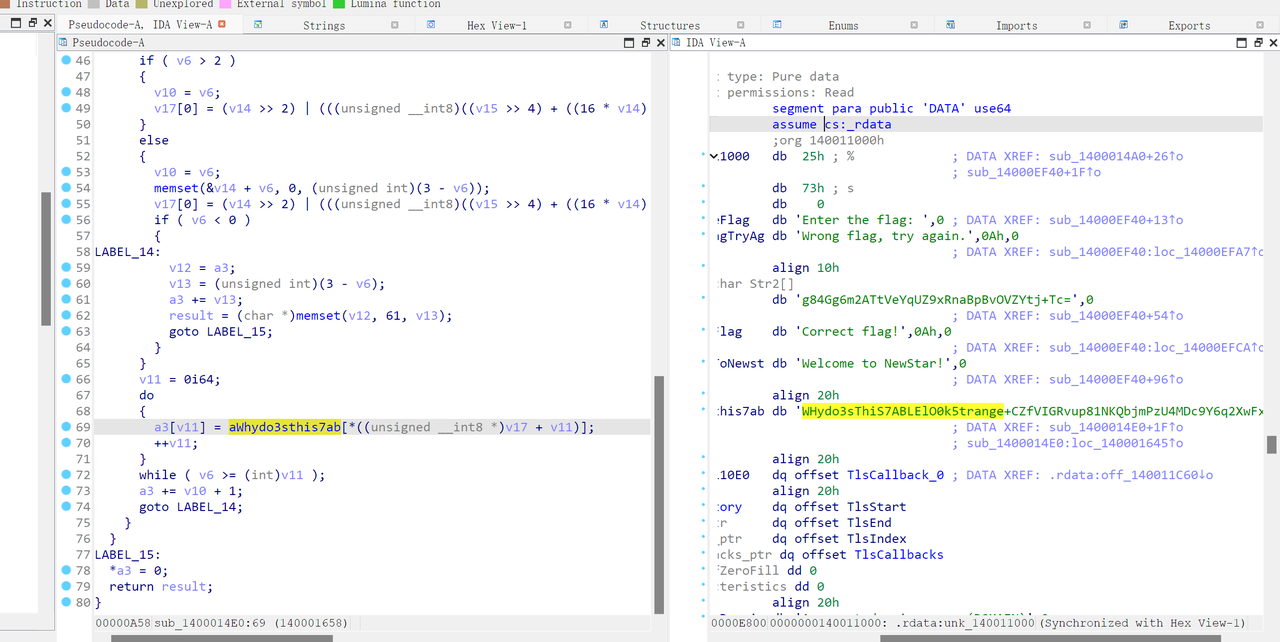 Instruction Data Unexplored External symbol Lumina function
Pseudocode-A, IDA View-A Strings Hex View-1 Structures Enums Imports Exports
Pseudocode-A
46 if ( v6 > 2 )
47 {
48 v10 = v6;
49 v17[0] = (v14 >> 2) | (((unsigned __int8)((v15 >> 4) + ((16 * v14)
50 }
51 else
52 {
53 v10 = v6;
54 memset(&v14 + v6, 0, (unsigned int)(3 - v6));
55 v17[0] = (v14 >> 2) | (((unsigned __int8)((v15 >> 4) + ((16 * v14)
56 if ( v6 < 0 )
57 {
58 LABEL_14:
59 v12 = a3;
60 v13 = (unsigned int)(3 - v6);
61 a3 += v13;
62 result = (char *)memset(v12, 61, v13);
63 goto LABEL_15;
64 }
65 }
66 v11 = 0i64;
67 do
68 {
69 a3[v11] = aWhydo3sthis7ab[*((unsigned __int8 *)v17 + v11)];
70 ++v11;
71 }
72 while ( v6 >= (int)v11 );
73 a3 += v10 + 1;
74 goto LABEL_14;
75 }
76 }
77 LABEL_15:
78 *a3 = 0;
79 return result;
80 }
00000A58 sub_1400014E0:69 (140001658)
IDA View-A
: type: Pure data
: permissions: Read
segment para public 'DATA' use64
assume cs:_rdata
;org 140011000h
.1000 db 25h ; % ; DATA XREF: sub_1400014A0+26↑o
; sub_14000EF40+1F↑o
db 73h ; s
db 0
eFlag db 'Enter the flag: ',0 ; DATA XREF: sub_14000EF40+13↑o
ngTryAg db 'Wrong flag, try again.',0Ah,0
; DATA XREF: sub_14000EF40:loc_14000EFA7↑o
align 10h
char Str2[]
db 'g84Gg6m2ATtVeYqUZ9xRnaBpBvOVZYtj+Tc=',0
; DATA XREF: sub_14000EF40+54↑o
flag db 'Correct flag!',0Ah,0
; DATA XREF: sub_14000EF40:loc_14000EFCA↑o
ToNewst db 'Welcome to NewStar!',0
; DATA XREF: sub_14000EF40+96↑o
align 20h
this7ab db 'WHydo3sThiS7ABLElO0k5trange+CZfVIGRvup81NKQbjmPzU4MDc9Y6q2XwFx
; DATA XREF: sub_1400014E0+1F↑o
; sub_1400014E0:loc_140001645↑o
align 20h
.10E0 dq offset TlsCallback_0 ; DATA XREF: .rdata:off_140011C60↓o
align 20h
tory dq offset TlsStart
tr dq offset TlsEnd
_ptr dq offset TlsIndex
acks_ptr dq offset TlsCallbacks
fZeroFill dd 0
cteristics dd 0
align 20h
0000E800 0000000140011000: .rdata:unk_140011000 (Synchronized with Hex View-1)